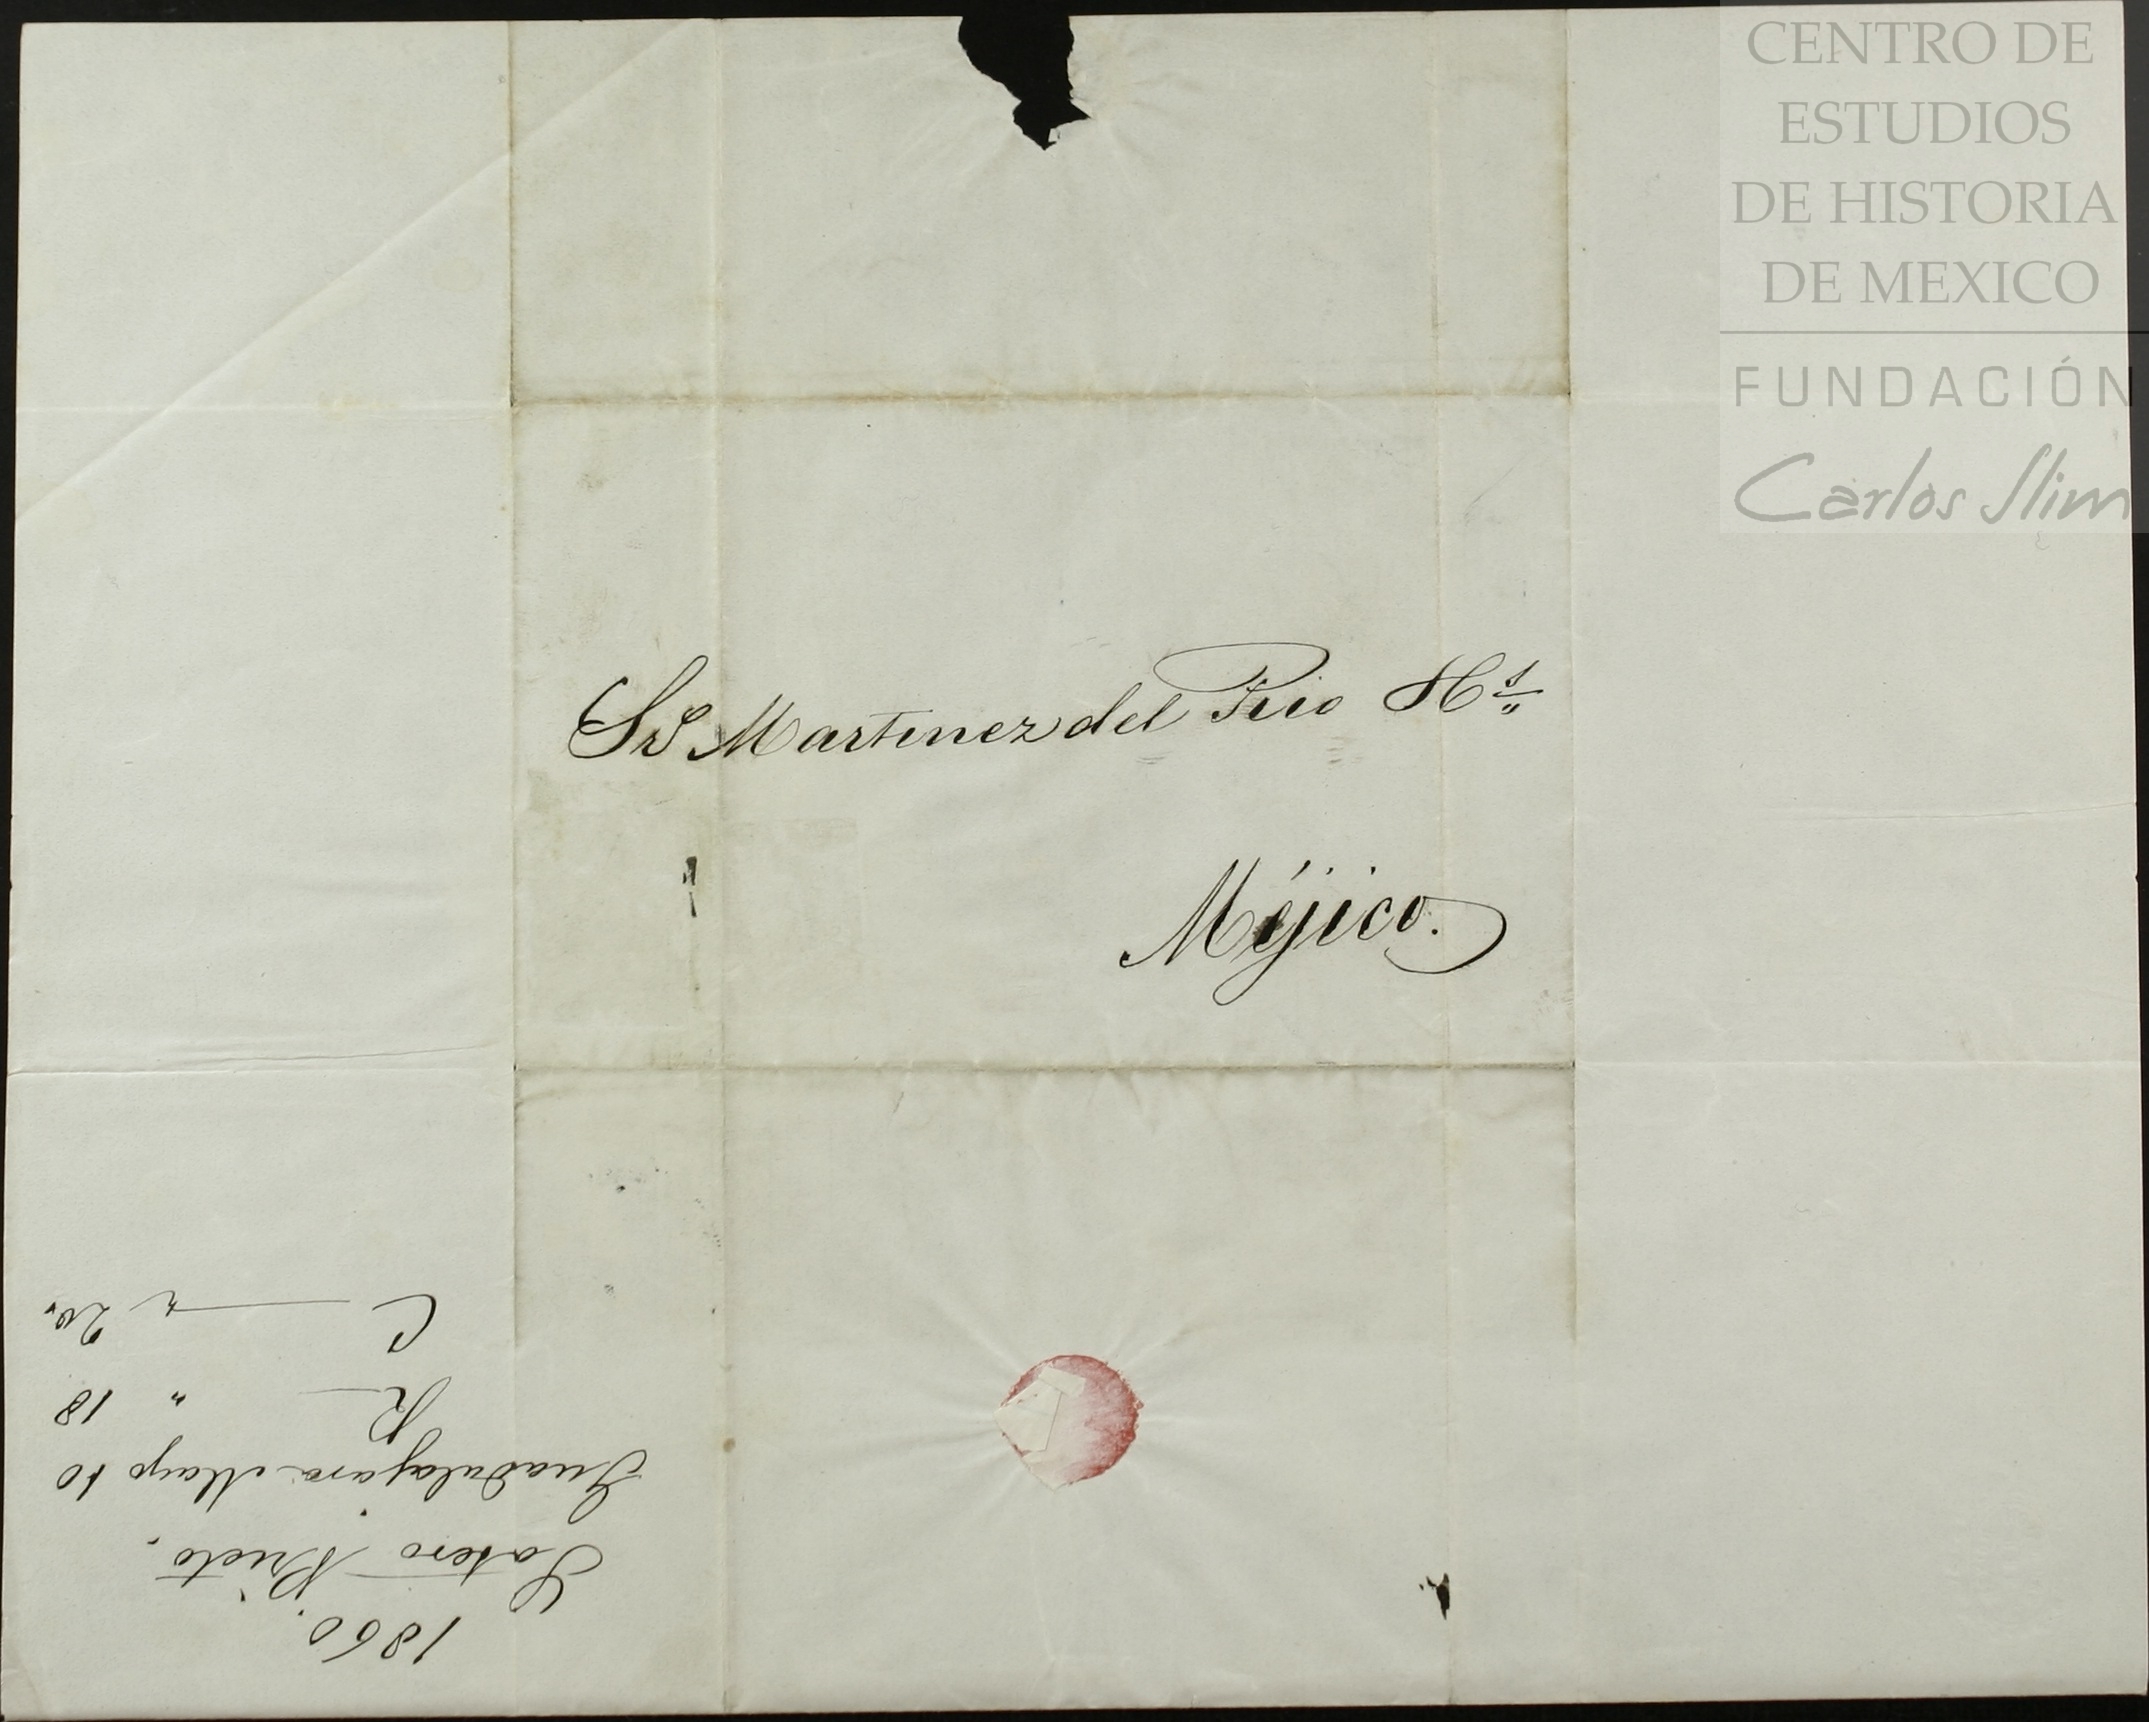 Srs Martinez del Rio Hs
Méjico.
1860.
Sotero Prieto.
Guadalajara Mayo 10
R — " 18
C — " 20.
CENTRO DE
ESTUDIOS
DE HISTORIA
DE MEXICO
FUNDACIÓN
Carlos Slim